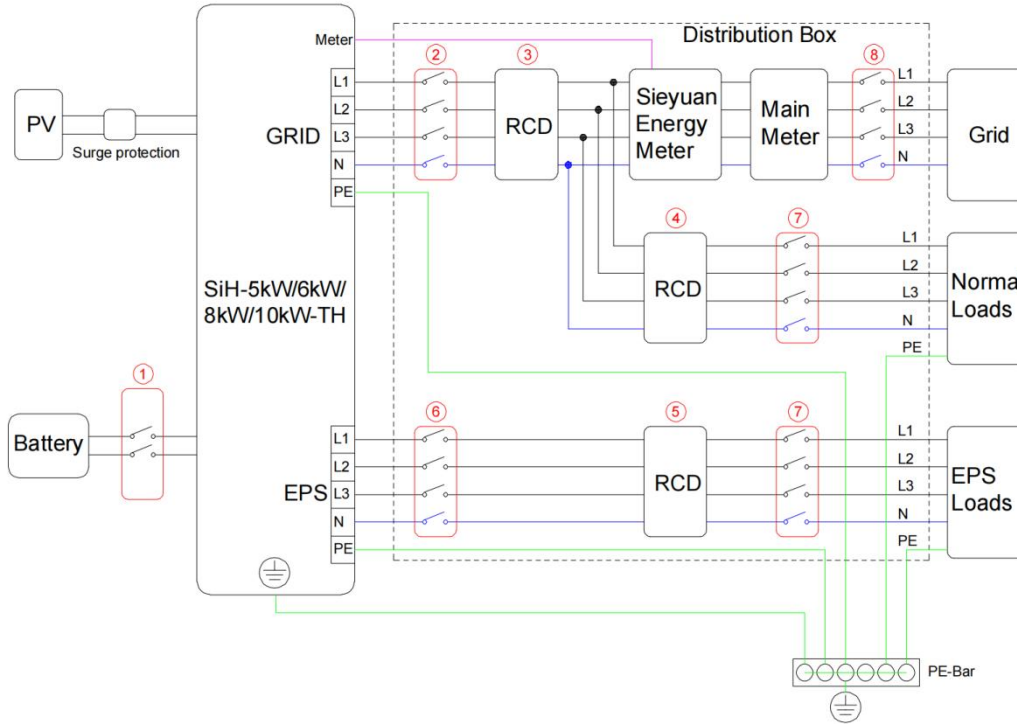 Distribution Box
Meter
②
③
⑧
L1
L2
L3
N
PE
GRID
RCD
Sieyuan
Energy
Meter
Main
Meter
L1
L2
L3
N
Grid
PV
Surge protection
④
⑦
RCD
L1
L2
L3
N
PE
Norma
Loads
SiH-5kW/6kW/
8kW/10kW-TH
①
Battery
⑥
⑤
⑦
L1
L2
L3
N
PE
EPS
RCD
L1
L2
L3
N
PE
EPS
Loads
PE-Bar